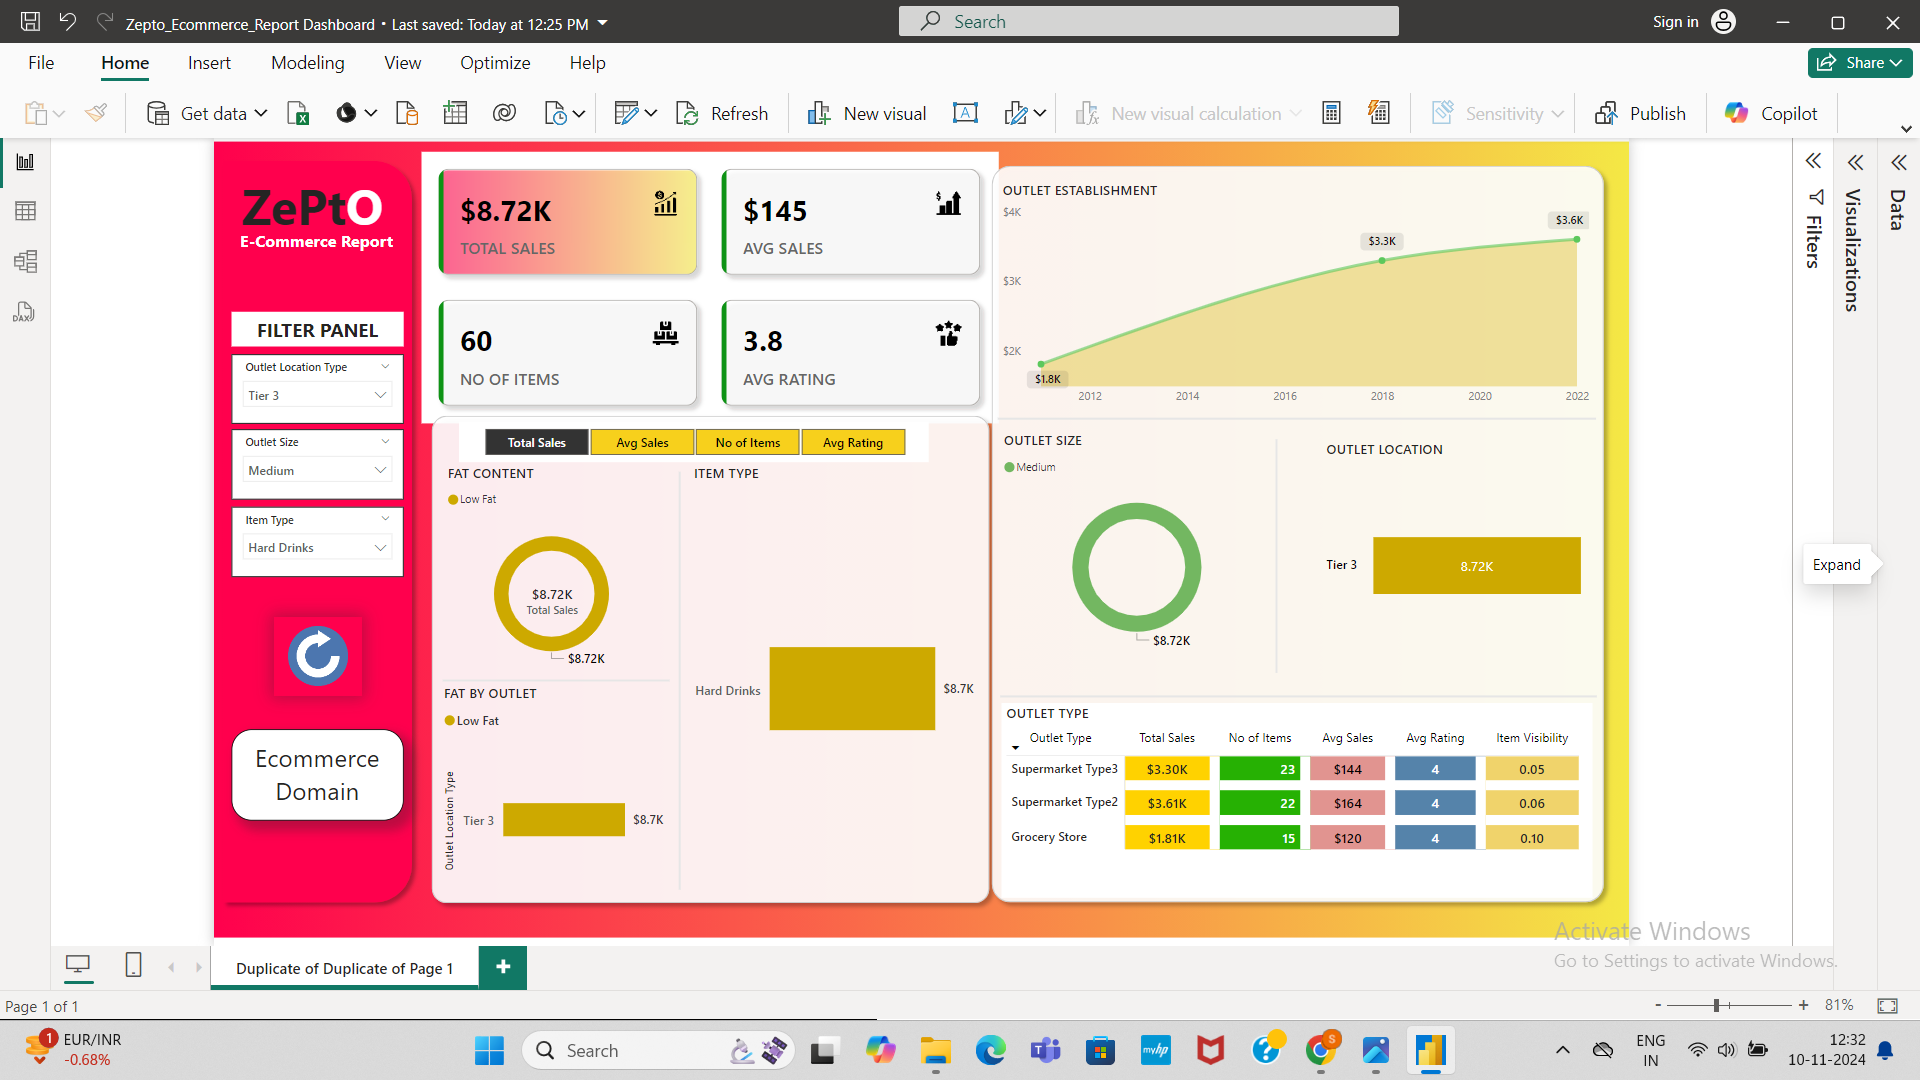 Zepto_Ecommerce_Report Dashboard • Last saved: Today at 12:25 PM
Search
Sign in
File
Home
Insert
Modeling
View
Optimize
Help
Share
Get data
Refresh
New visual
New visual calculation
Sensitivity
Publish
Copilot
ZePtO
E-Commerce Report
FILTER PANEL
Outlet Location Type
Tier 3
Outlet Size
Medium
Item Type
Hard Drinks
Ecommerce
Domain
$8.72K
TOTAL SALES
$145
AVG SALES
60
NO OF ITEMS
3.8
AVG RATING
Total Sales
Avg Sales
No of Items
Avg Rating
FAT CONTENT
Low Fat
$8.72K
Total Sales
$8.72K
FAT BY OUTLET
Low Fat
Outlet Location Type
Tier 3
$8.7K
ITEM TYPE
Hard Drinks
$8.7K
OUTLET ESTABLISHMENT
$4K
$3K
$2K
$1.8K
$3.3K
$3.6K
2012 2014 2016 2018 2020 2022
OUTLET SIZE
Medium
$8.72K
OUTLET LOCATION
Tier 3
8.72K
OUTLET TYPE
Outlet Type Total Sales No of Items Avg Sales Avg Rating Item Visibility
Supermarket Type3 $3.30K 23 $144 4 0.05
Supermarket Type2 $3.61K 22 $164 4 0.06
Grocery Store $1.81K 15 $120 4 0.10
Filters
Visualizations
Data
Expand
DAX
Activate Windows
Go to Settings to activate Windows.
Duplicate of Duplicate of Page 1
Page 1 of 1
- + 81%
1
EUR/INR
-0.68%
Search
myhp
S
ENG
IN
12:32
10-11-2024